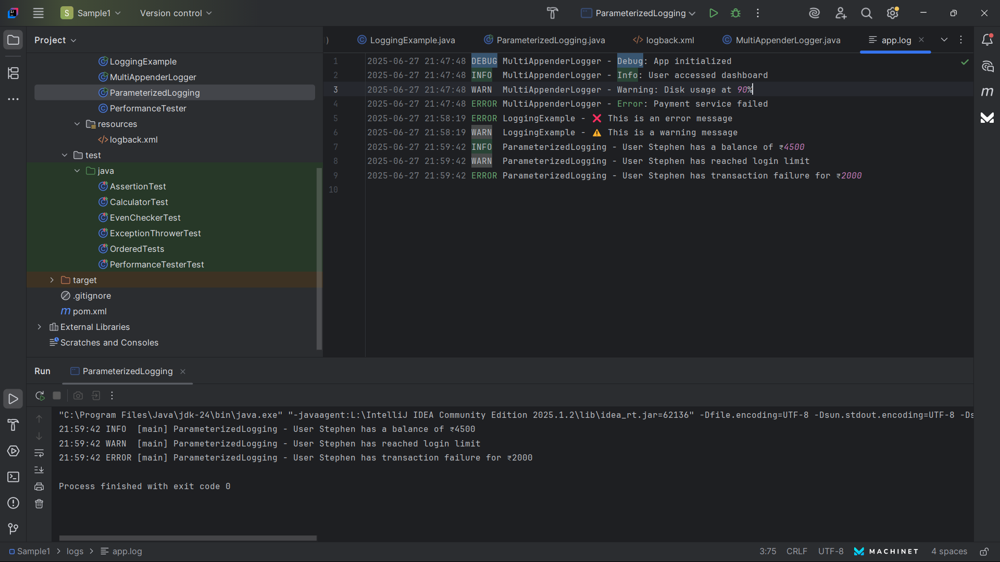 S Sample1 Version control ParameterizedLogging
Project
) LoggingExample.java ParameterizedLogging.java logback.xml MultiAppenderLogger.java app.log
LoggingExample
MultiAppenderLogger
ParameterizedLogging
PerformanceTester
resources
logback.xml
test
java
AssertionTest
CalculatorTest
EvenCheckerTest
ExceptionThrowerTest
OrderedTests
PerformanceTesterTest
target
.gitignore
pom.xml
External Libraries
Scratches and Consoles
1 2025-06-27 21:47:48 DEBUG MultiAppenderLogger - Debug: App initialized
2 2025-06-27 21:47:48 INFO  MultiAppenderLogger - Info: User accessed dashboard
3 2025-06-27 21:47:48 WARN  MultiAppenderLogger - Warning: Disk usage at 90%
4 2025-06-27 21:47:48 ERROR MultiAppenderLogger - Error: Payment service failed
5 2025-06-27 21:58:19 ERROR LoggingExample - ❌ This is an error message
6 2025-06-27 21:58:19 WARN  LoggingExample - ⚠️ This is a warning message
7 2025-06-27 21:59:42 INFO  ParameterizedLogging - User Stephen has a balance of ₹4500
8 2025-06-27 21:59:42 WARN  ParameterizedLogging - User Stephen has reached login limit
9 2025-06-27 21:59:42 ERROR ParameterizedLogging - User Stephen has transaction failure for ₹2000
10
Run ParameterizedLogging
"C:\Program Files\Java\jdk-24\bin\java.exe" "-javaagent:L:\IntelliJ IDEA Community Edition 2025.1.2\lib\idea_rt.jar=62136" -Dfile.encoding=UTF-8 -Dsun.stdout.encoding=UTF-8 -Ds
21:59:42 INFO  [main] ParameterizedLogging - User Stephen has a balance of ₹4500
21:59:42 WARN  [main] ParameterizedLogging - User Stephen has reached login limit
21:59:42 ERROR [main] ParameterizedLogging - User Stephen has transaction failure for ₹2000
Process finished with exit code 0
Sample1 > logs > app.log 3:75 CRLF UTF-8 MACHINET 4 spaces